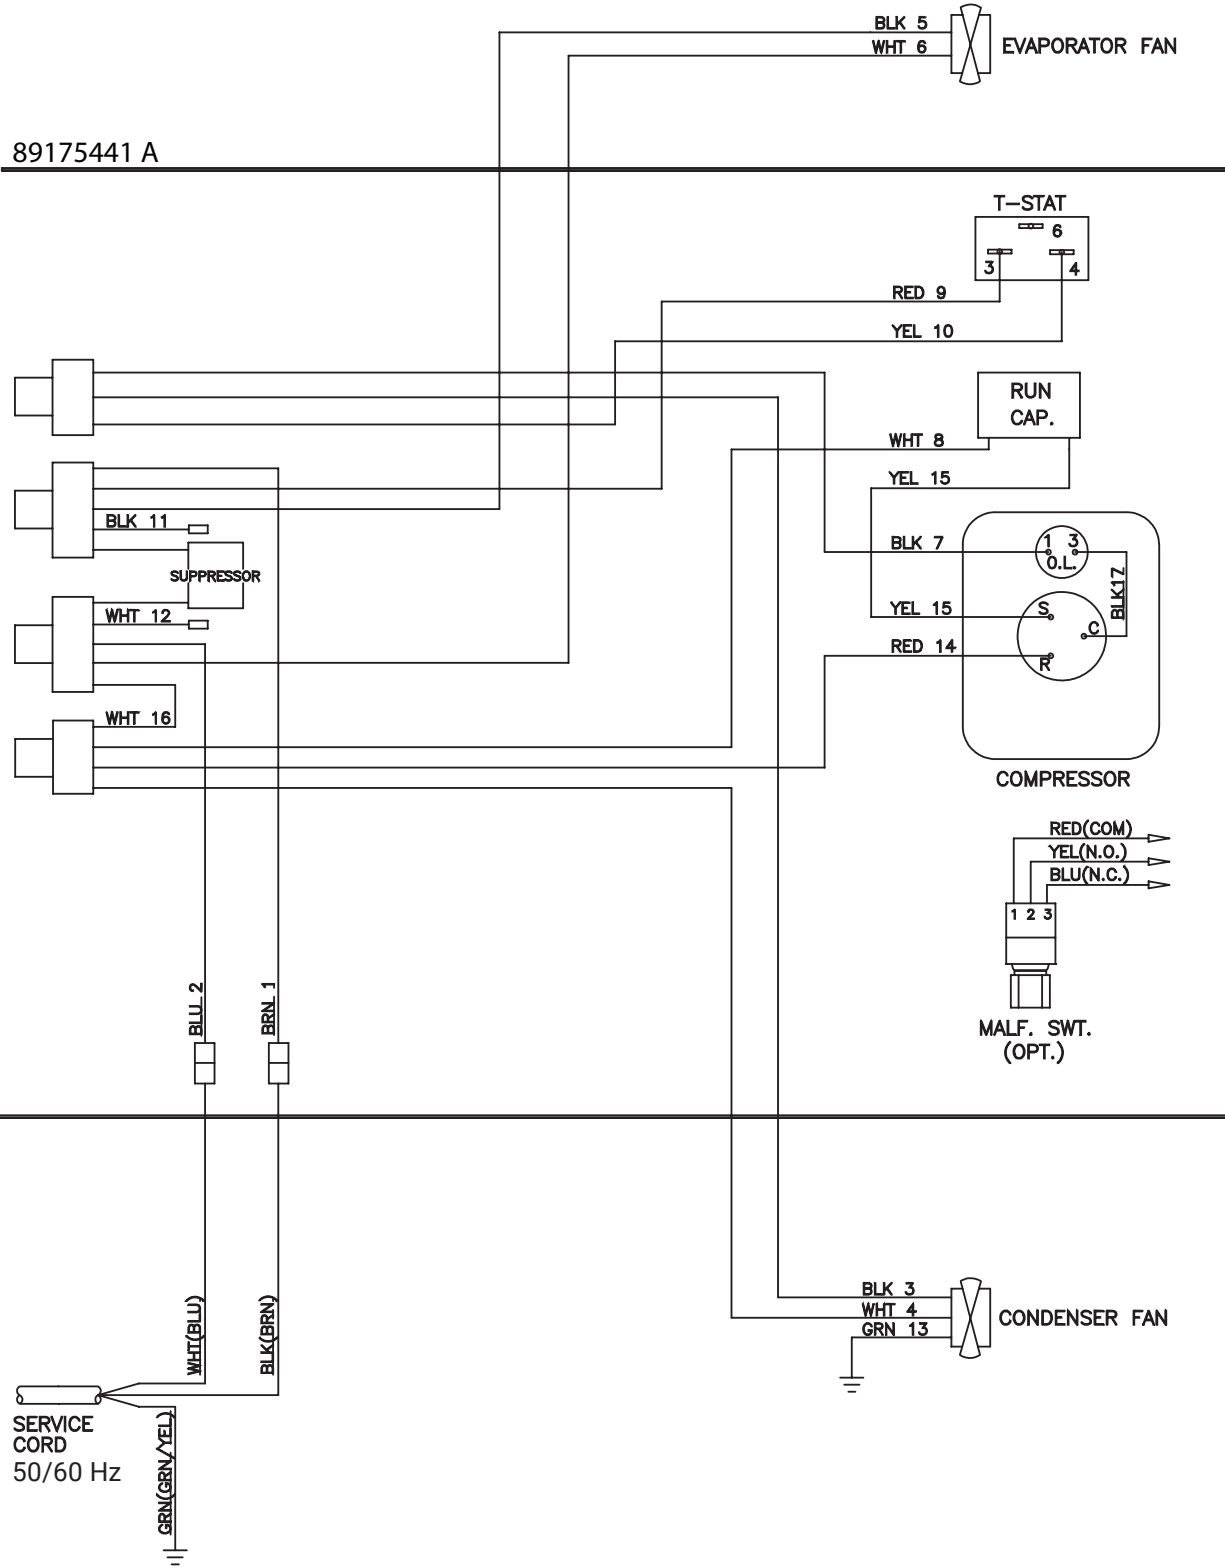 BLK 5
WHT 6
EVAPORATOR FAN
89175441 A
T-STAT
6
3
4
RED 9
YEL 10
RUN
CAP.
WHT 8
YEL 15
BLK 11
BLK 7
1 3
O.L.
SUPPRESSOR
BLK17
WHT 12
YEL 15
S
C
RED 14
R
WHT 16
COMPRESSOR
RED(COM)
YEL(N.O.)
BLU(N.C.)
1 2 3
BLU 2
BRN 1
MALF. SWT.
(OPT.)
BLK 3
WHT 4
GRN 13
CONDENSER FAN
WHT(BLU)
BLK(BRN)
SERVICE
CORD
50/60 Hz
GRN(GRN/YEL)